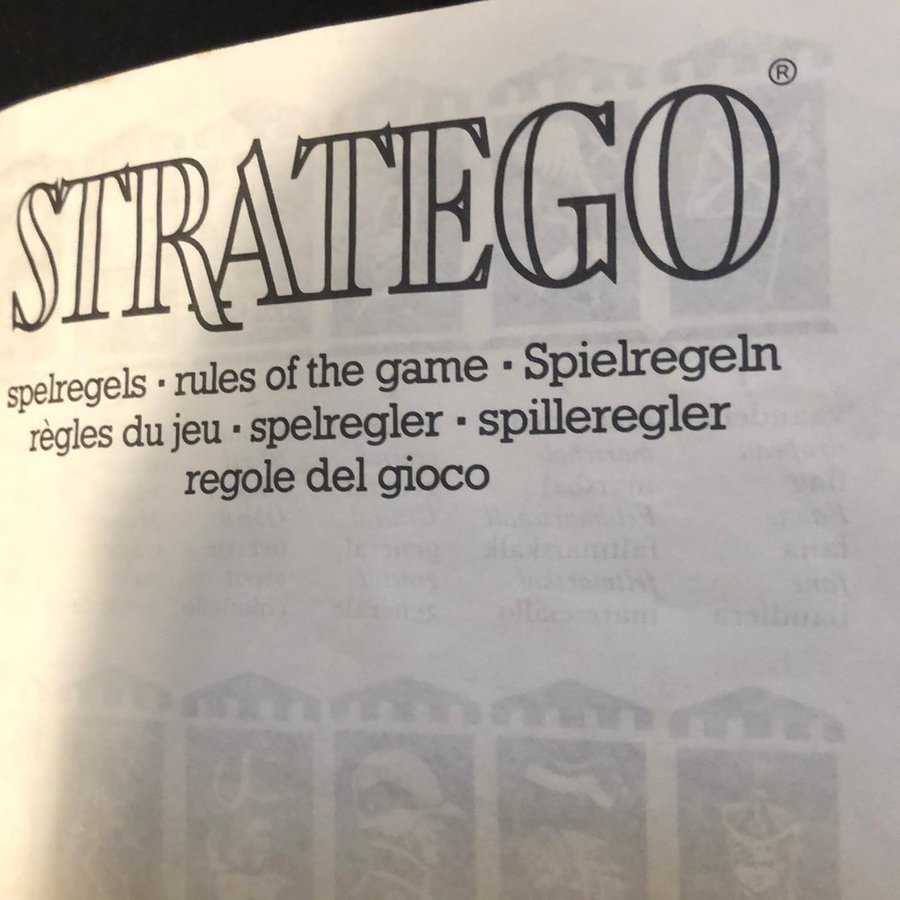 STRATEGO®
spelregels · rules of the game · Spielregeln
règles du jeu · spelregler · spilleregler
regole del gioco